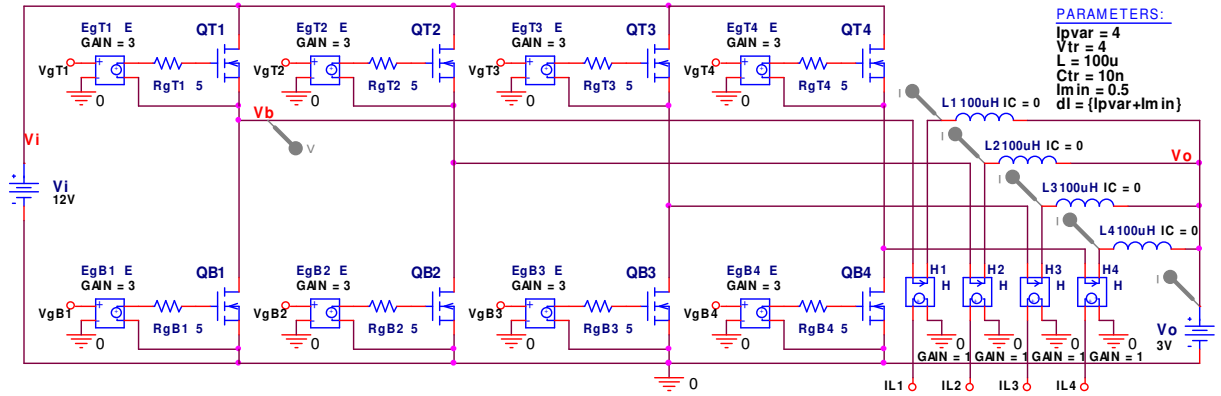 EgT1 E
GAIN = 3
QT1
VgT1
RgT1 5
0
EgT2 E
GAIN = 3
QT2
VgT2
RgT2 5
0
EgT3 E
GAIN = 3
QT3
VgT3
RgT3 5
0
EgT4 E
GAIN = 3
QT4
VgT4
RgT4 5
0
PARAMETERS:
Ipvar = 4
Vtr = 4
L = 100u
Ctr = 10n
Imin = 0.5
dI = {Ipvar+Imin}
Vi
Vi
12V
Vb
V
I
L1 100uH IC = 0
I
L2 100uH IC = 0
I
L3 100uH IC = 0
I
L4 100uH IC = 0
Vo
I
EgB1 E
GAIN = 3
QB1
VgB1
RgB1 5
0
EgB2 E
GAIN = 3
QB2
VgB2
RgB2 5
0
EgB3 E
GAIN = 3
QB3
VgB3
RgB3 5
0
EgB4 E
GAIN = 3
QB4
VgB4
RgB4 5
0
H1
H
H2
H
H3
H
H4
H
0
0
0
0
GAIN = 1
GAIN = 1
GAIN = 1
GAIN = 1
Vo
3V
0
IL1
IL2
IL3
IL4